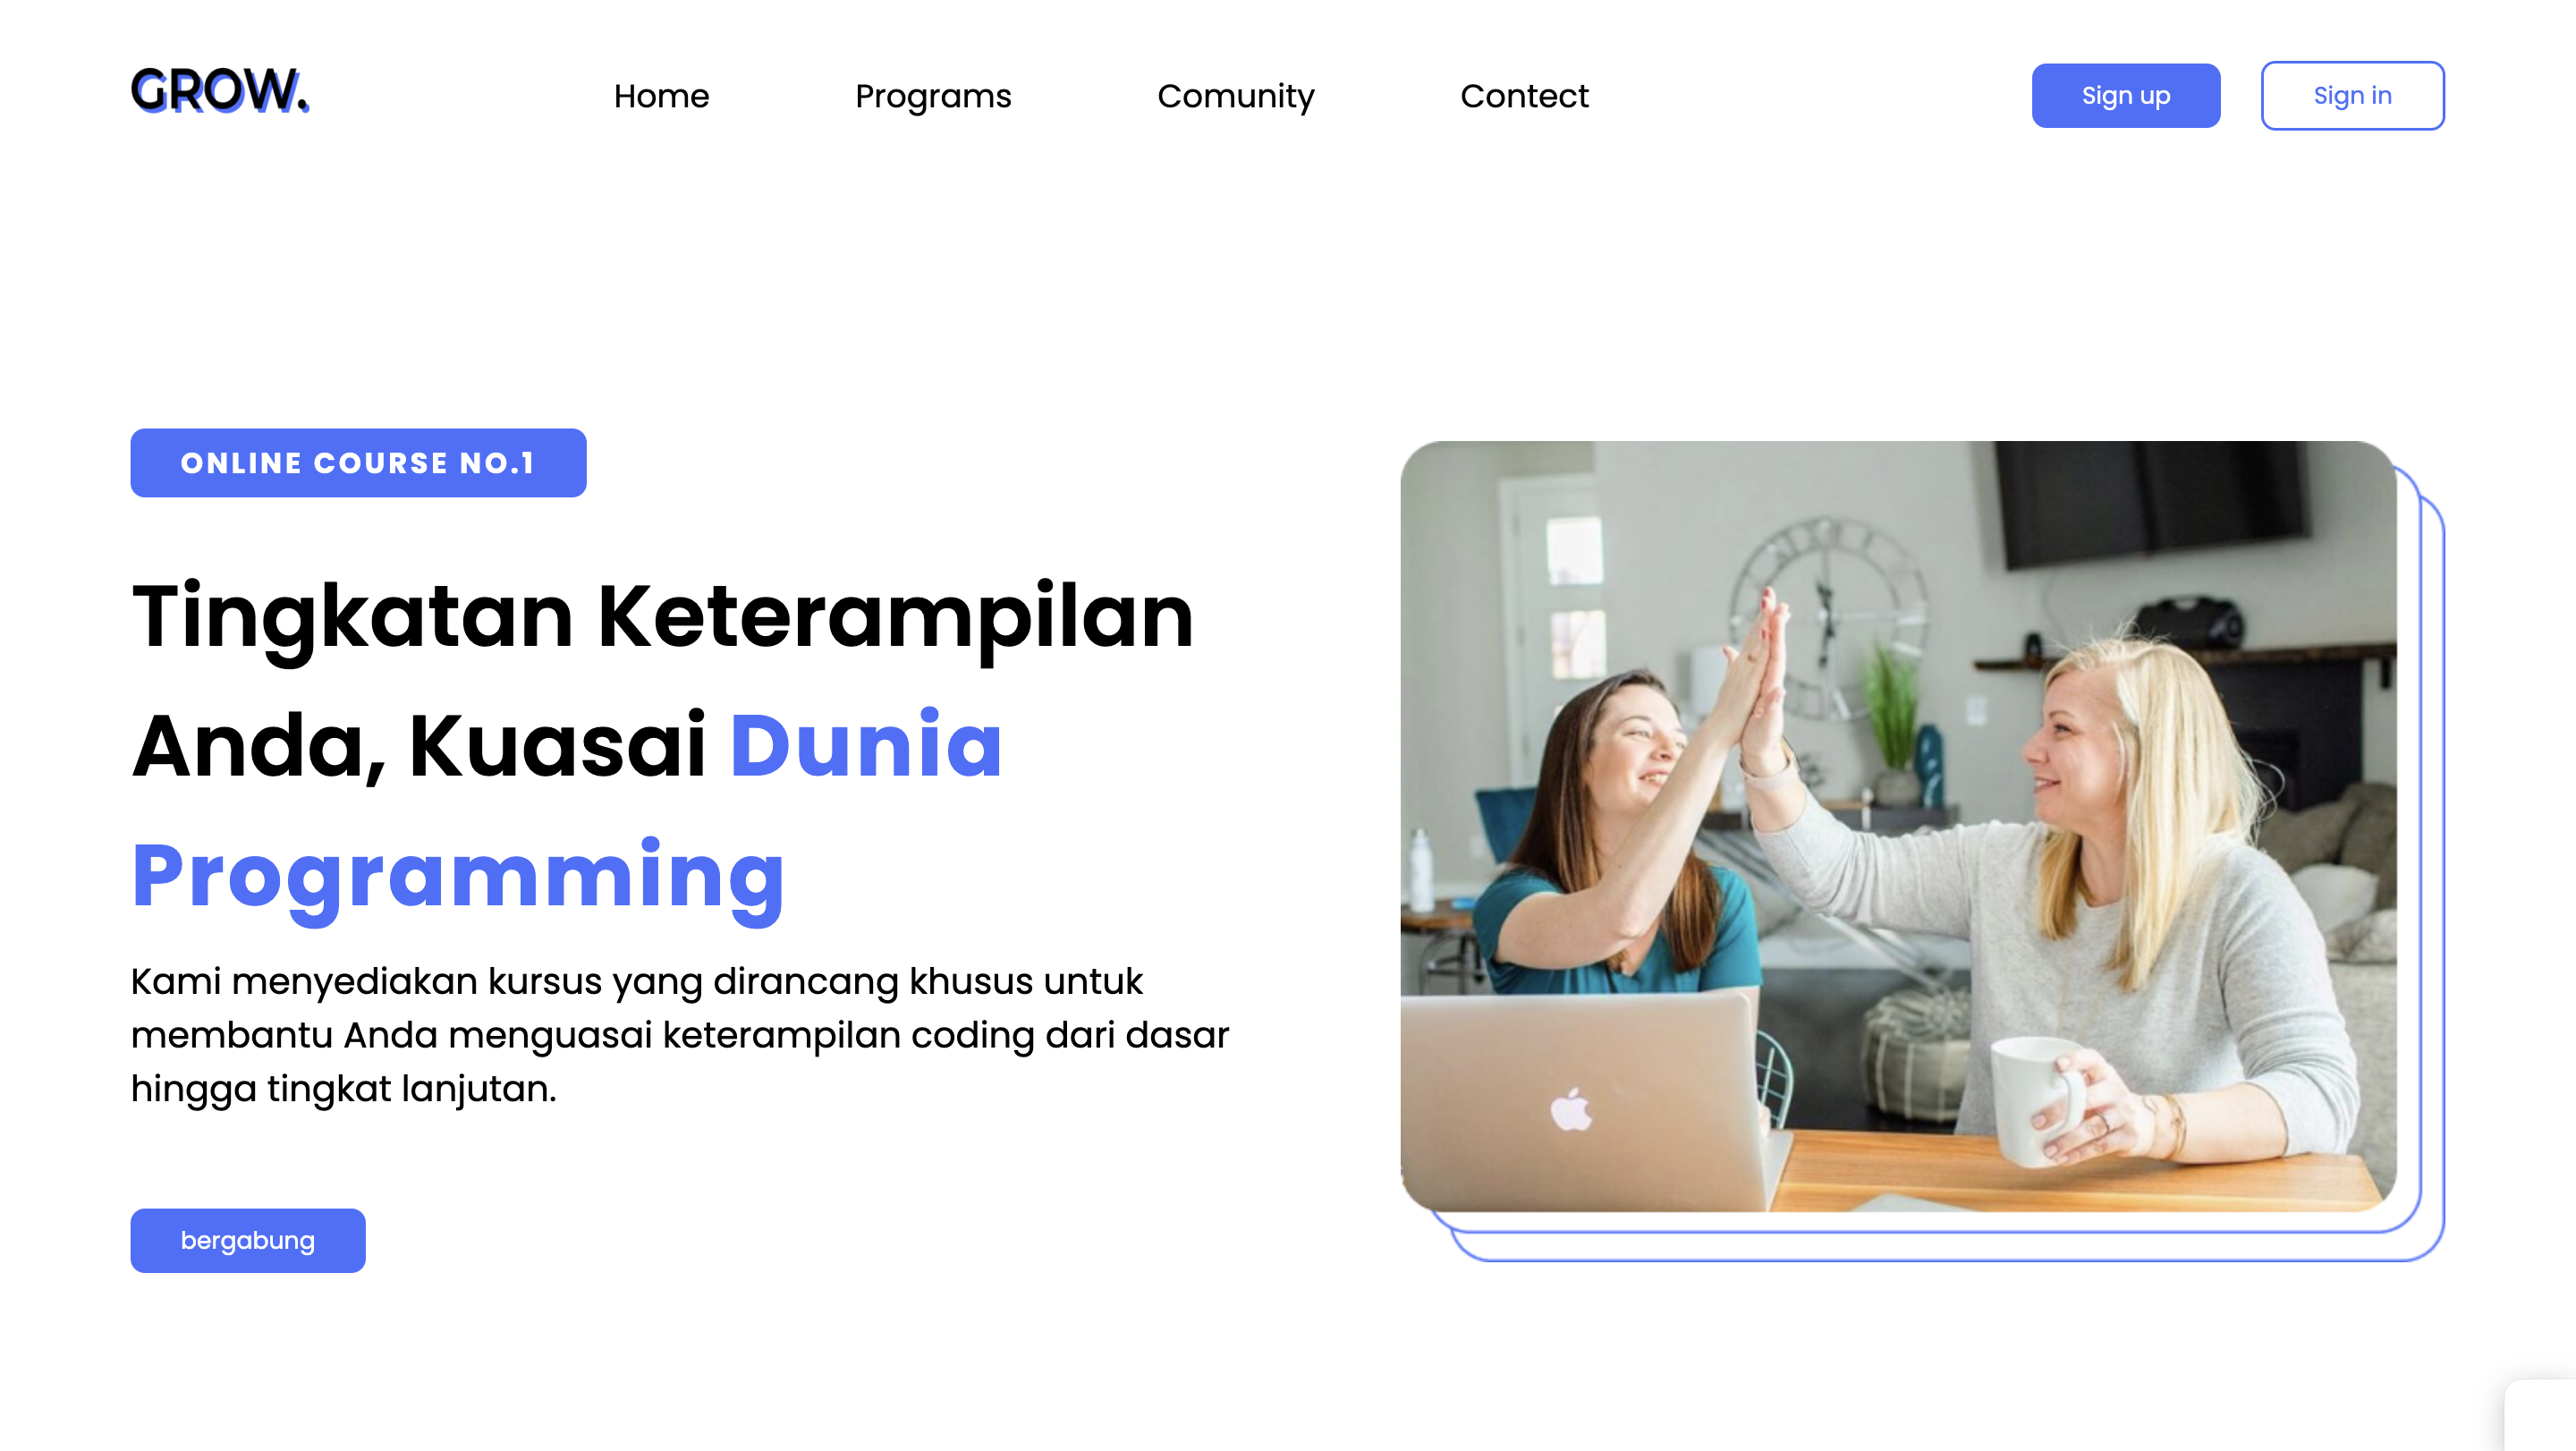 GROW.
Home
Programs
Comunity
Contect
Sign up
Sign in
ONLINE COURSE NO.1
Tingkatan Keterampilan
Anda, Kuasai Dunia
Programming
Kami menyediakan kursus yang dirancang khusus untuk
membantu Anda menguasai keterampilan coding dari dasar
hingga tingkat lanjutan.
bergabung